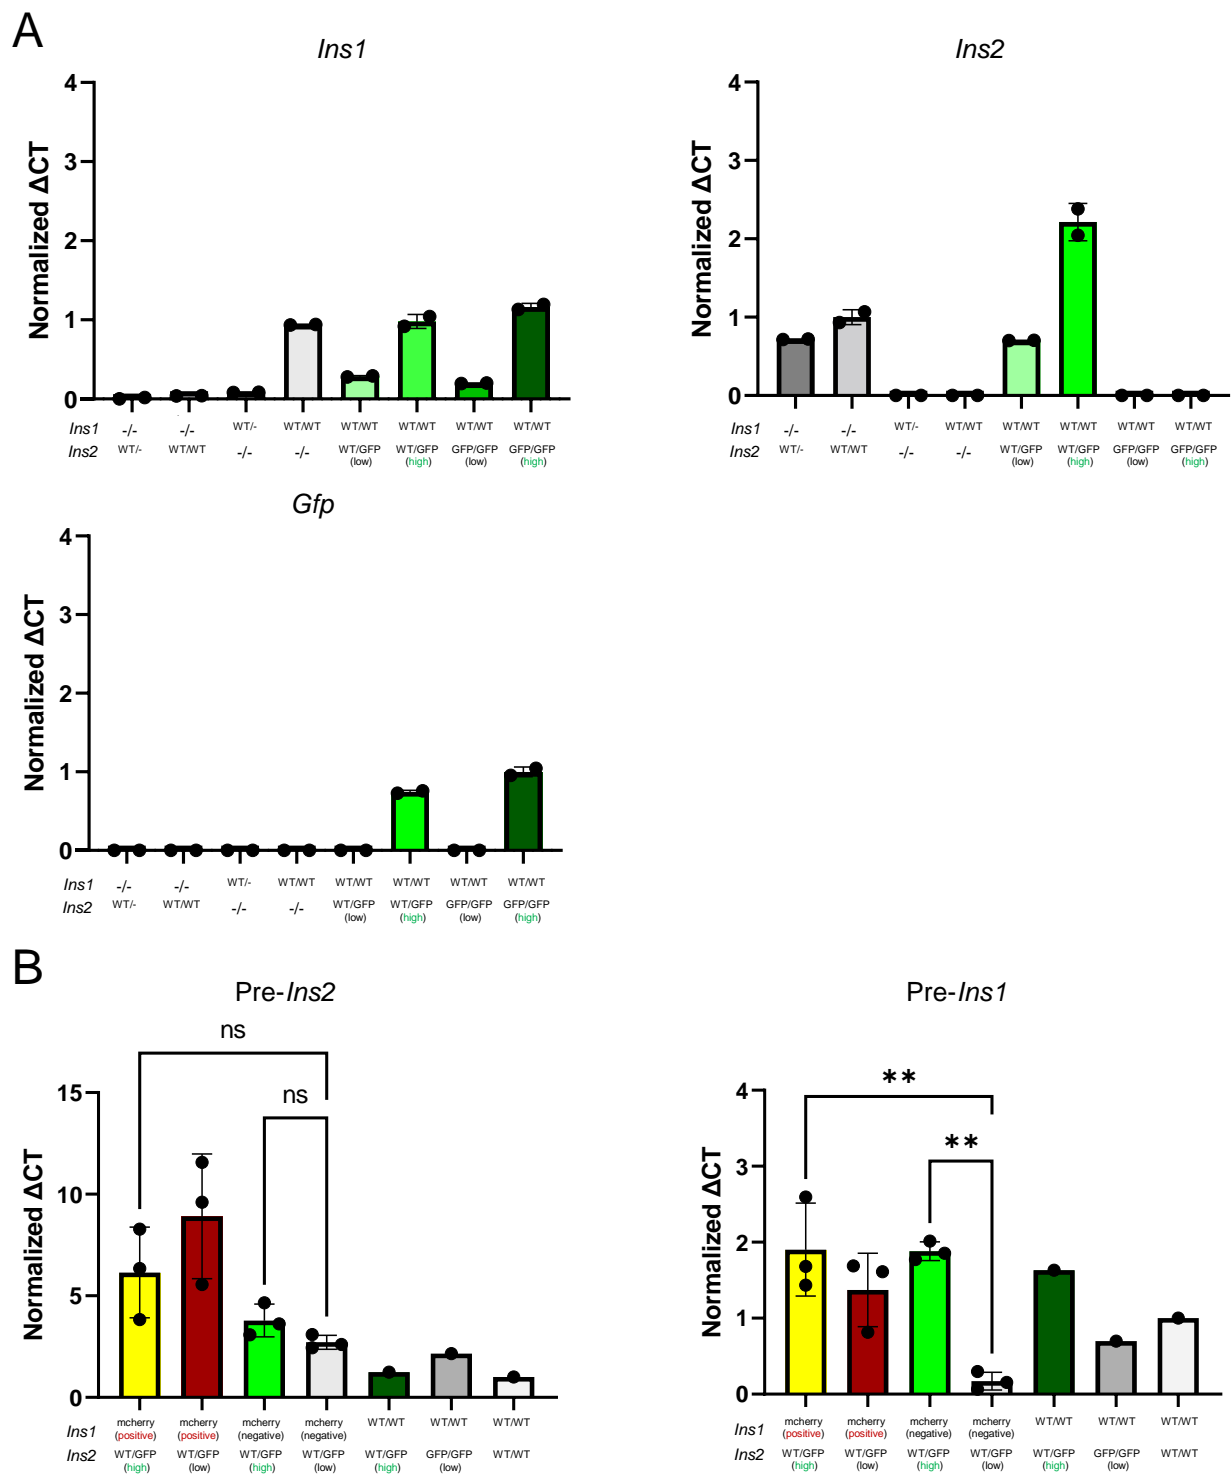 A
Ins1
Normalized ΔCT
4
3
2
1
0
Ins1 -/- -/- WT/- WT/WT WT/WT WT/WT WT/WT WT/WT
Ins2 WT/- WT/WT -/- -/- WT/GFP WT/GFP GFP/GFP GFP/GFP
(low) (high) (low) (high)
Ins2
Normalized ΔCT
4
3
2
1
0
Ins1 -/- -/- WT/- WT/WT WT/WT WT/WT WT/WT WT/WT
Ins2 WT/- WT/WT -/- -/- WT/GFP WT/GFP GFP/GFP GFP/GFP
(low) (high) (low) (high)
Gfp
Normalized ΔCT
4
3
2
1
0
Ins1 -/- -/- WT/- WT/WT WT/WT WT/WT WT/WT WT/WT
Ins2 WT/- WT/WT -/- -/- WT/GFP WT/GFP GFP/GFP GFP/GFP
(low) (high) (low) (high)
B
Pre-Ins2
ns
ns
Normalized ΔCT
15
10
5
0
mcherry mcherry mcherry mcherry WT/WT WT/WT WT/WT
Ins1 (positive) (positive) (negative) (negative)
Ins2 WT/GFP WT/GFP WT/GFP WT/GFP WT/GFP GFP/GFP WT/WT
(high) (low) (high) (low) (high) (low)
Pre-Ins1
**
**
Normalized ΔCT
4
3
2
1
0
mcherry mcherry mcherry mcherry WT/WT WT/WT WT/WT
Ins1 (positive) (positive) (negative) (negative)
Ins2 WT/GFP WT/GFP WT/GFP WT/GFP WT/GFP GFP/GFP WT/WT
(high) (low) (high) (low) (high) (low)